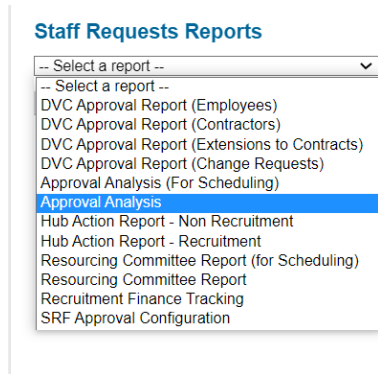 Staff Requests Reports
-- Select a report --
-- Select a report --
DVC Approval Report (Employees)
DVC Approval Report (Contractors)
DVC Approval Report (Extensions to Contracts)
DVC Approval Report (Change Requests)
Approval Analysis (For Scheduling)
Approval Analysis
Hub Action Report - Non Recruitment
Hub Action Report - Recruitment
Resourcing Committee Report (for Scheduling)
Resourcing Committee Report
Recruitment Finance Tracking
SRF Approval Configuration